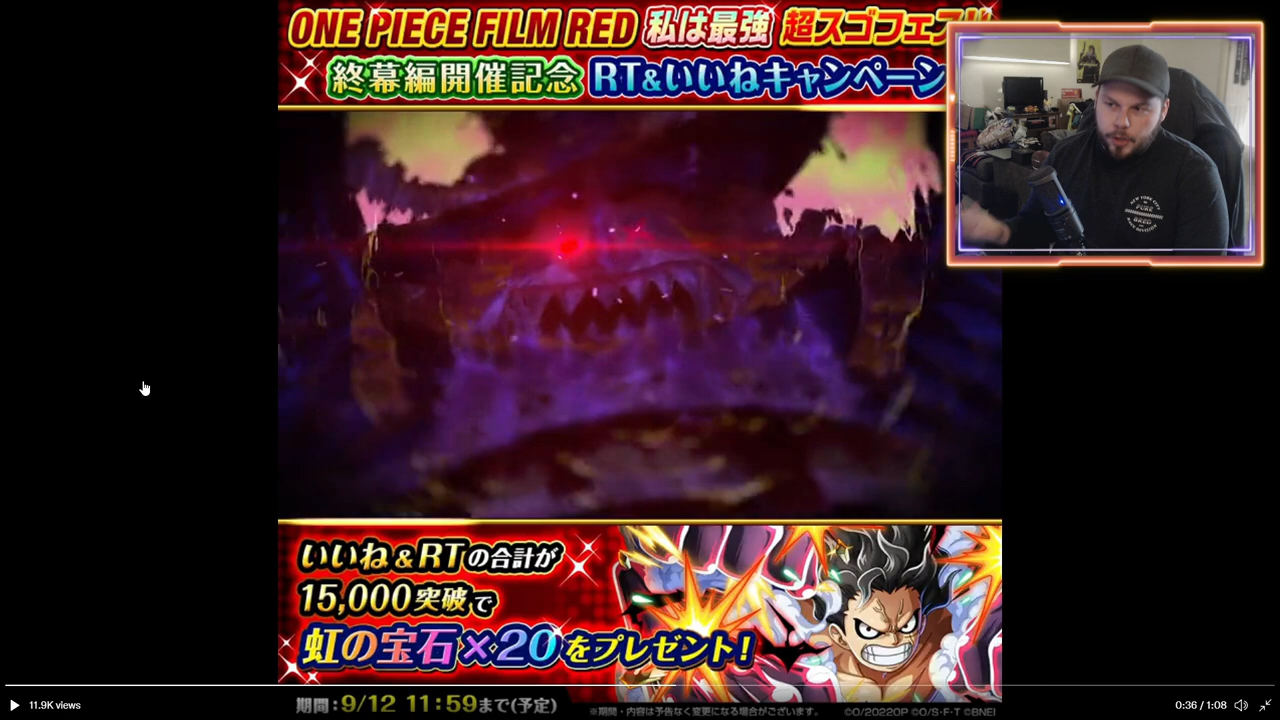 ONE PIECE FILM RED 私は最強 超スゴフェス!!
終幕編開催記念 RT&いいねキャンペーン
NEW YORK CITY
PURE
BRED
いいね&RTの合計が
15,000突破で
虹の宝石×20をプレゼント!
期間:9/12 11:59まで(予定)
※期間・内容は予告なく変更になる場合がございます。
©O/2022OP ©O/S・F・T ©BNEI
11.9K views
0:36 / 1:08